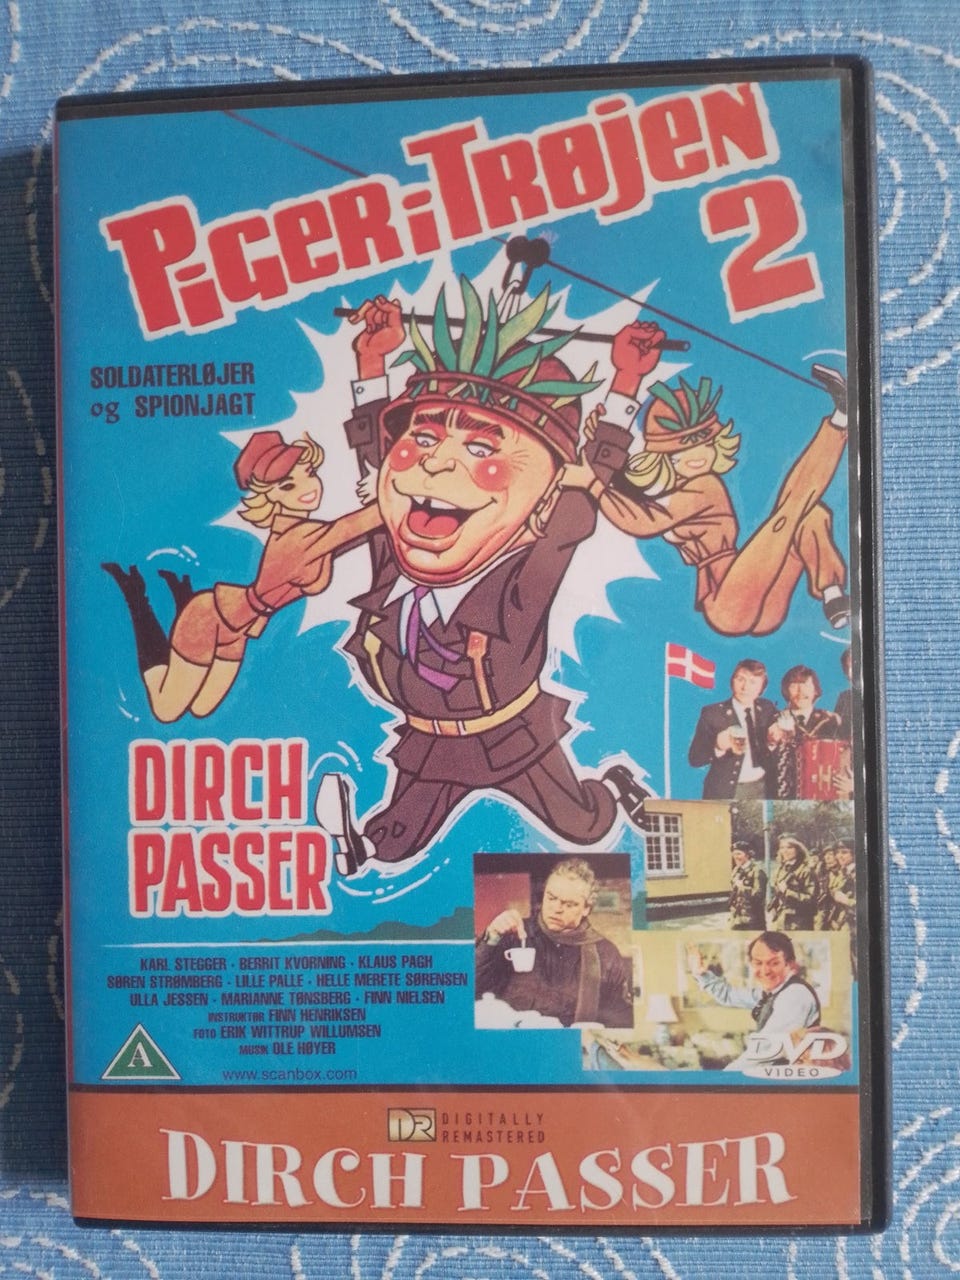 PiGER i TRØJEN
2
SOLDATERLØJER
og SPIONJAGT
DIRCH
PASSER
KARL STEGGER · BERRIT KVORNING · KLAUS PAGH
SØREN STRØMBERG · LILLE PALLE · HELLE MERETE SØRENSEN
ULLA JESSEN · MARIANNE TØNSBERG · FINN NIELSEN
INSTRUKTØR FINN HENRIKSEN
FOTO ERIK WITTRUP WILLUMSEN
MUSIK OLE HØYER
A
www.scanbox.com
DVD
VIDEO
DR DIGITALLY
REMASTERED
DIRCH PASSER